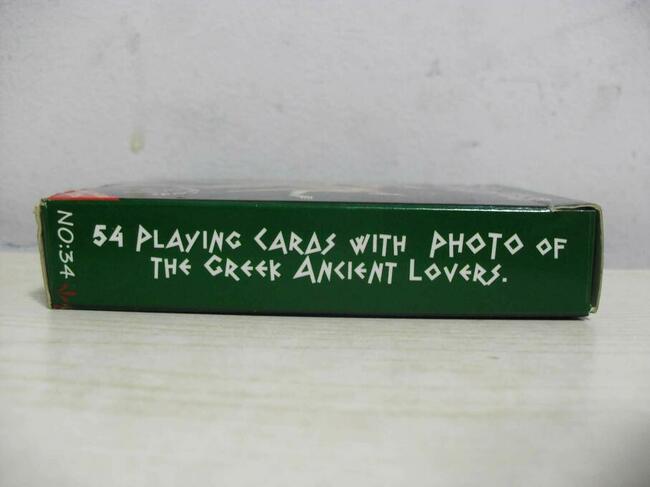 NO:34
54 PLAYING CARDS WITH PHOTO OF
THE GREEK ANCIENT LOVERS.